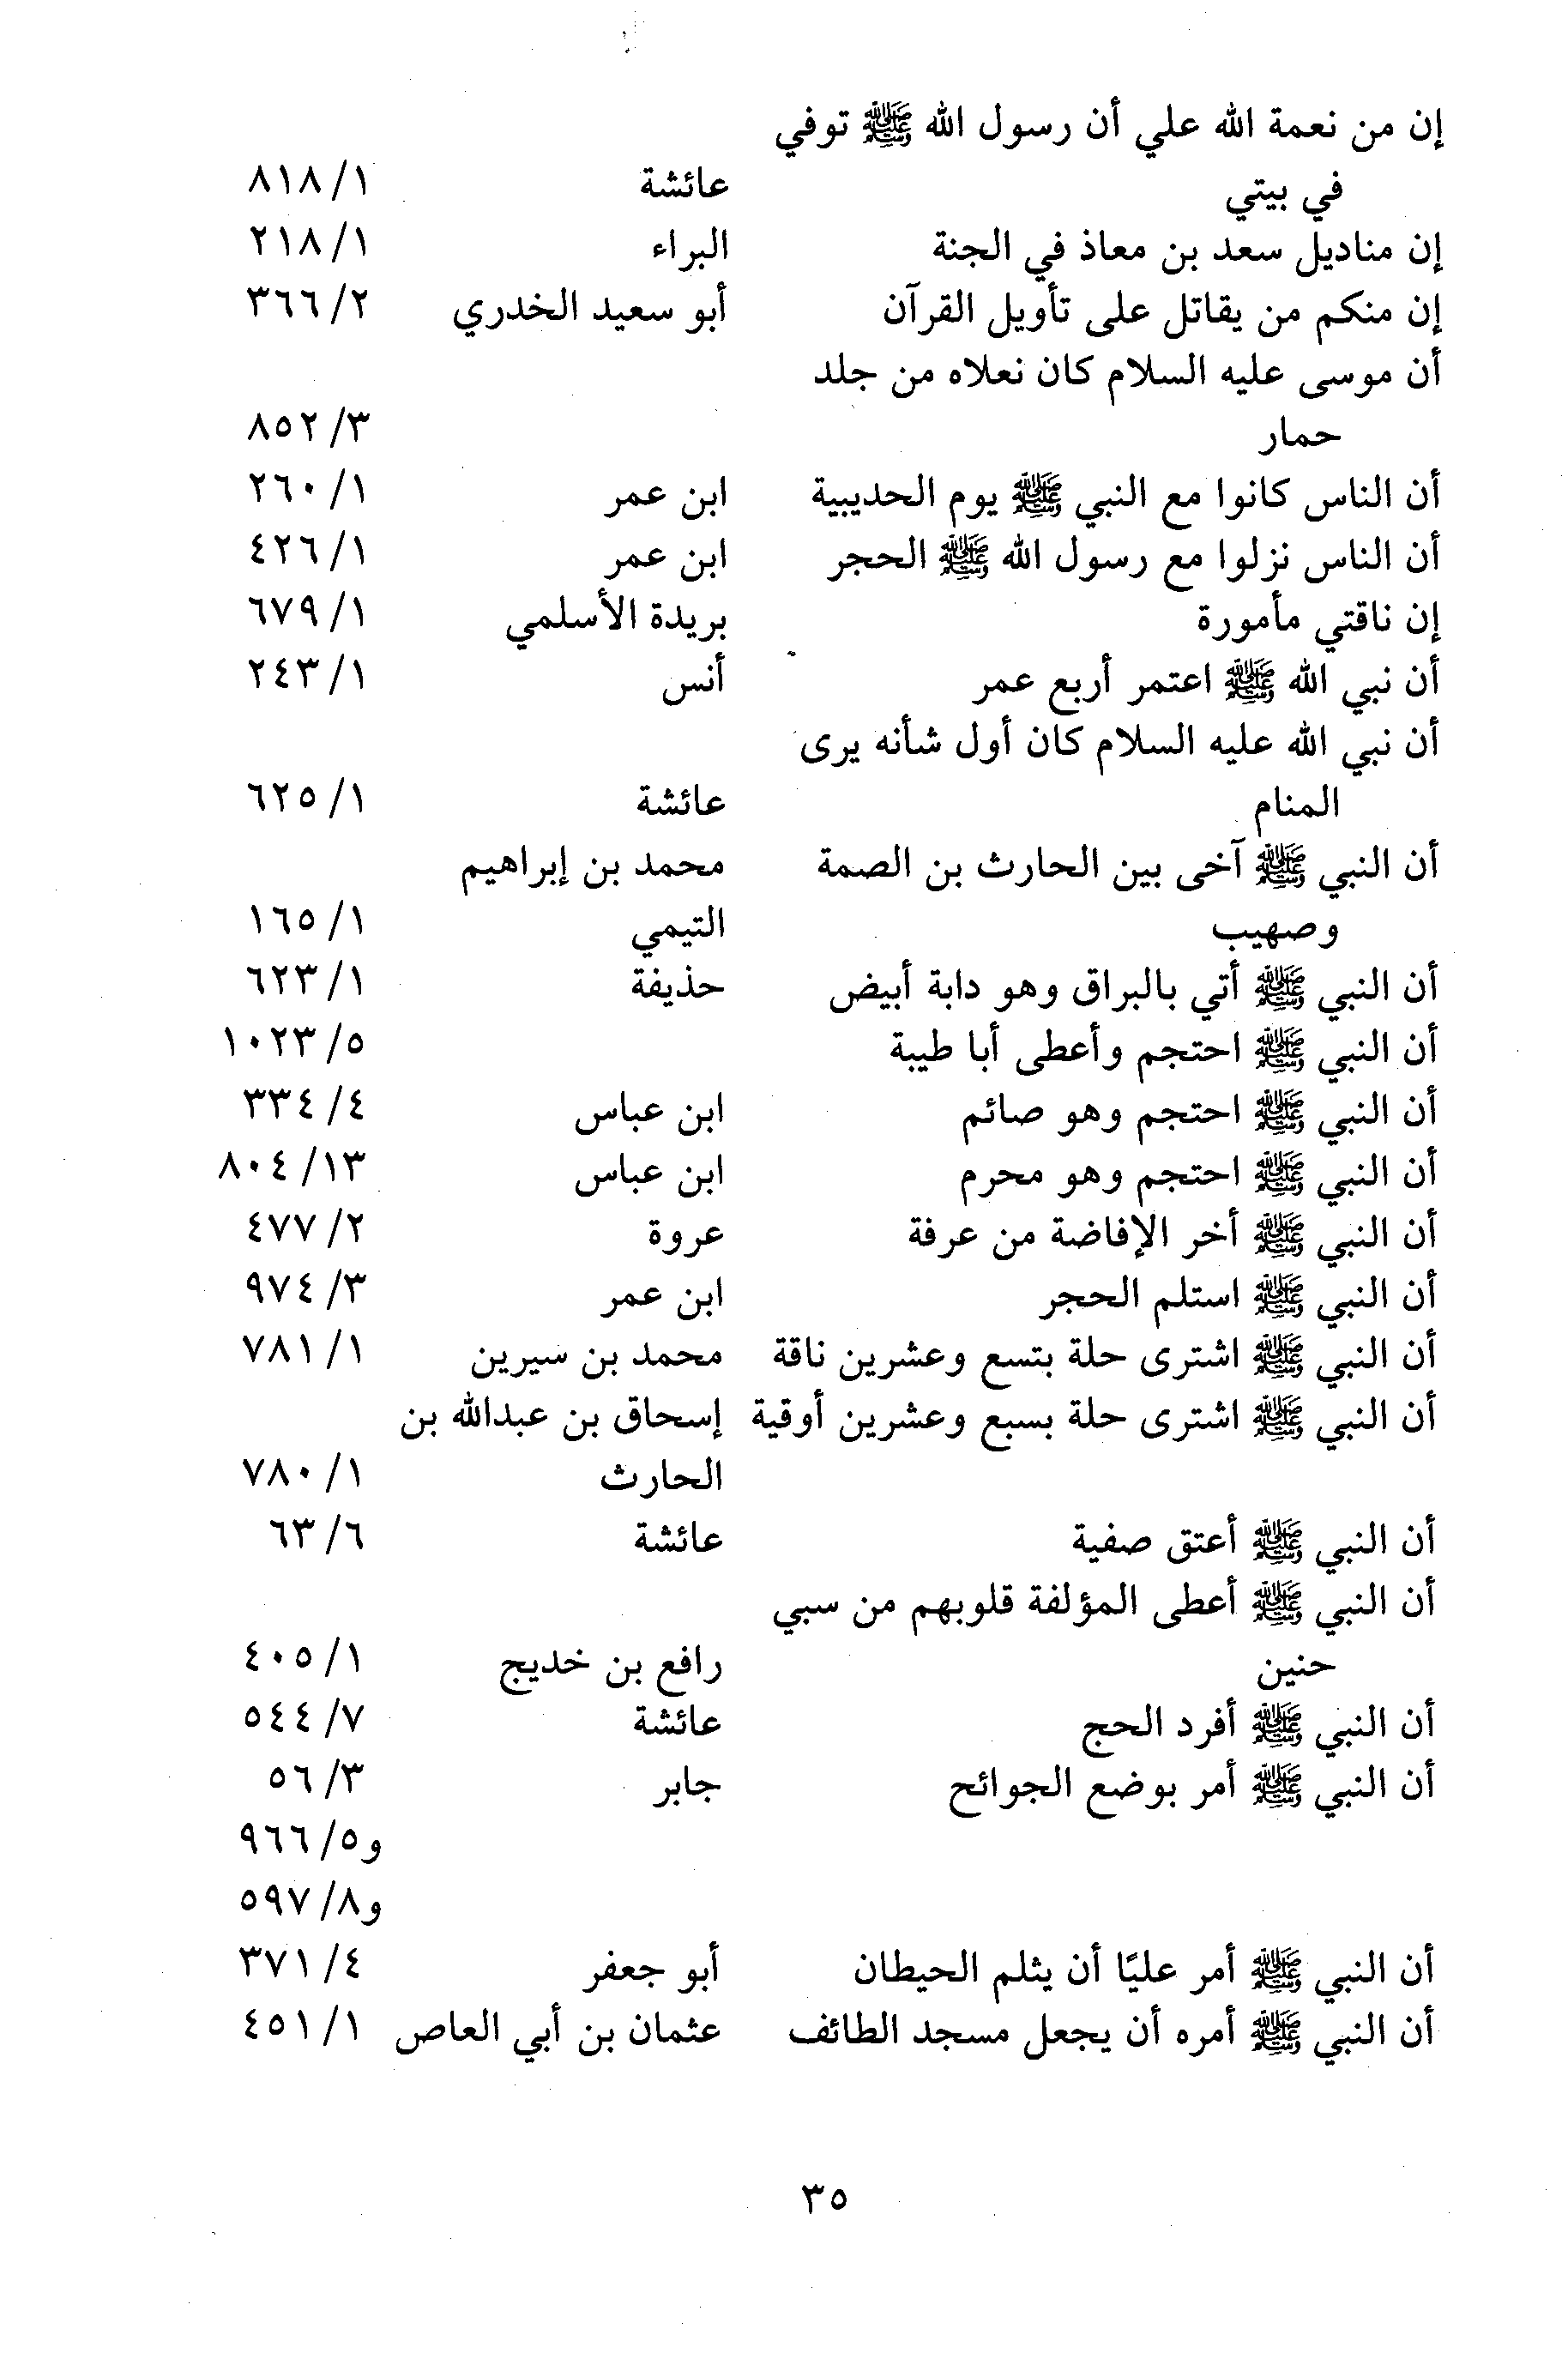 إن من نعمة الله علي أن رسول الله ﷺ توفي
في بيتي عائشة ١/ ٨١٨
إن مناديل سعد بن معاذ في الجنة البراء ١/ ٢١٨
إن منكم من يقاتل على تأويل القرآن أبو سعيد الخدري ٢/ ٣٦٦
أن موسى عليه السلام كان نعلاه من جلد
حمار ٣/ ٨٥٢
أن الناس كانوا مع النبي ﷺ يوم الحديبية ابن عمر ١/ ٢٦٠
أن الناس نزلوا مع رسول الله ﷺ الحجر ابن عمر ١/ ٤٢٦
إن ناقتي مأمورة بريدة الأسلمي ١/ ٦٧٩
أن نبي الله ﷺ اعتمر أربع عمر أنس ١/ ٢٤٣
أن نبي الله عليه السلام كان أول شأنه يرى
المنام عائشة ١/ ٦٢٥
أن النبي ﷺ آخى بين الحارث بن الصمة محمد بن إبراهيم
وصهيب التيمي ١/ ١٦٥
أن النبي ﷺ أتي بالبراق وهو دابة أبيض حذيفة ١/ ٦٢٣
أن النبي ﷺ احتجم وأعطى أبا طيبة ٥/ ١٠٢٣
أن النبي ﷺ احتجم وهو صائم ابن عباس ٤/ ٣٣٤
أن النبي ﷺ احتجم وهو محرم ابن عباس ١٣/ ٨٠٤
أن النبي ﷺ أخر الإفاضة من عرفة عروة ٢/ ٤٧٧
أن النبي ﷺ استلم الحجر ابن عمر ٣/ ٩٧٤
أن النبي ﷺ اشترى حلة بتسع وعشرين ناقة محمد بن سيرين ١/ ٧٨١
أن النبي ﷺ اشترى حلة بسبع وعشرين أوقية إسحاق بن عبدالله بن
الحارث ١/ ٧٨٠
أن النبي ﷺ أعتق صفية عائشة ٦/ ٦٣
أن النبي ﷺ أعطى المؤلفة قلوبهم من سبي
حنين رافع بن خديج ١/ ٤٠٥
أن النبي ﷺ أفرد الحج عائشة ٧/ ٥٤٤
أن النبي ﷺ أمر بوضع الجوائح جابر ٣/ ٥٦
و٥/ ٩٦٦
و٨/ ٥٩٧
أن النبي ﷺ أمر عليًا أن يثلم الحيطان أبو جعفر ٤/ ٣٧١
أن النبي ﷺ أمره أن يجعل مسجد الطائف عثمان بن أبي العاص ١/ ٤٥١
٣٥